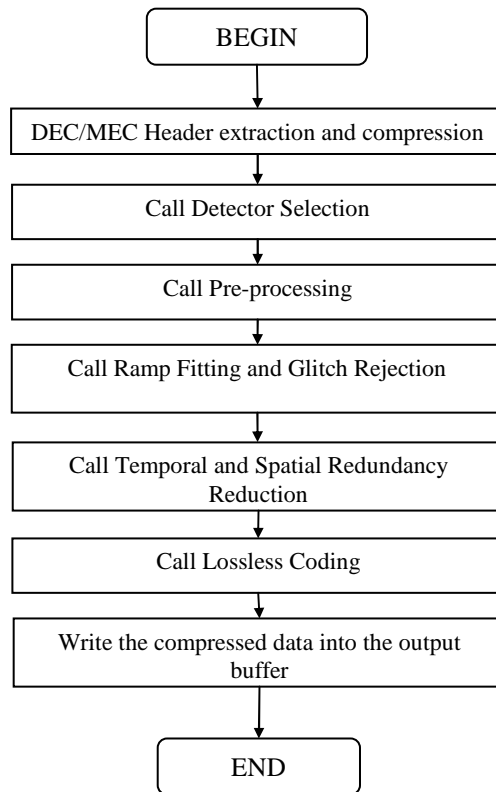 BEGIN
DEC/MEC Header extraction and compression
Call Detector Selection
Call Pre-processing
Call Ramp Fitting and Glitch Rejection
Call Temporal and Spatial Redundancy
Reduction
Call Lossless Coding
Write the compressed data into the output
buffer
END